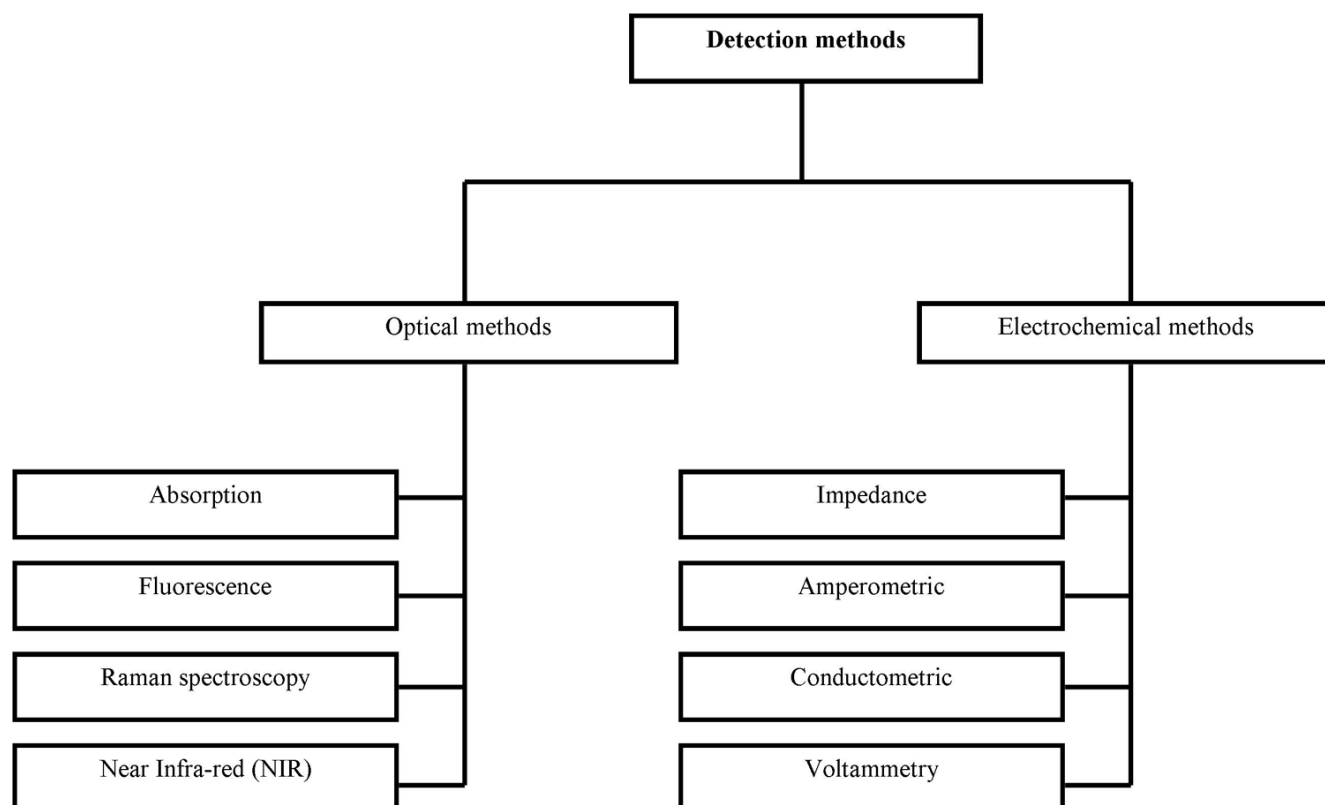 Detection methods
Optical methods
Electrochemical methods
Absorption
Fluorescence
Raman spectroscopy
Near Infra-red (NIR)
Impedance
Amperometric
Conductometric
Voltammetry